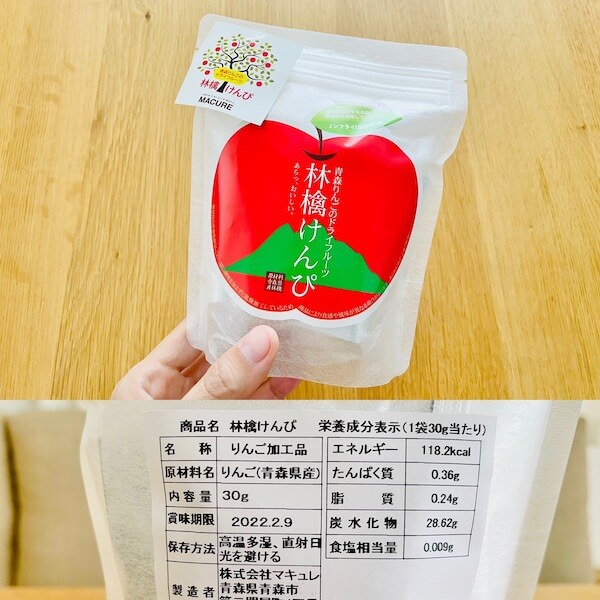 林檎けんぴ
MACURE
ノンフライ
青森りんごのドライフルーツ
林檎けんぴ
あらっ、おいしい。
商品名 林檎けんぴ 栄養成分表示(1袋30g当たり)
名称 りんご加工品
原材料名 りんご(青森県産)
内容量 30g
賞味期限 2022.2.9
保存方法 高温多湿、直射日
光を避ける
製造者 株式会社マキュレ
青森県青森市
エネルギー 118.2kcal
たんぱく質 0.36g
脂質 0.24g
炭水化物 28.62g
食塩相当量 0.009g